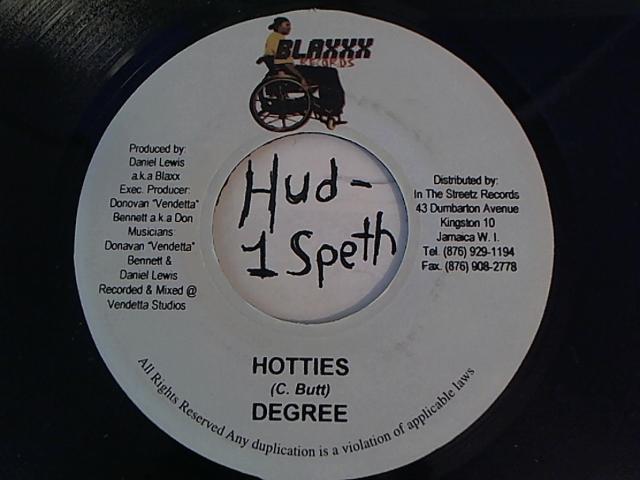 BLAXXX
RECORDS
Produced by:
Daniel Lewis
a.k.a Blaxx
Exec. Producer:
Donovan "Vendetta"
Bennett a.k.a Don
Musicians:
Donavan "Vendetta"
Bennett &
Daniel Lewis
Recorded & Mixed @
Vendetta Studios
Hud-
1 Speth
Distributed by:
In The Streetz Records
43 Dumbarton Avenue
Kingston 10
Jamaca W. I.
Tel. (876) 929-1194
Fax. (876) 908-2778
HOTTIES
(C. Butt)
DEGREE
All Rights Reserved Any duplication is a violation of applicable laws